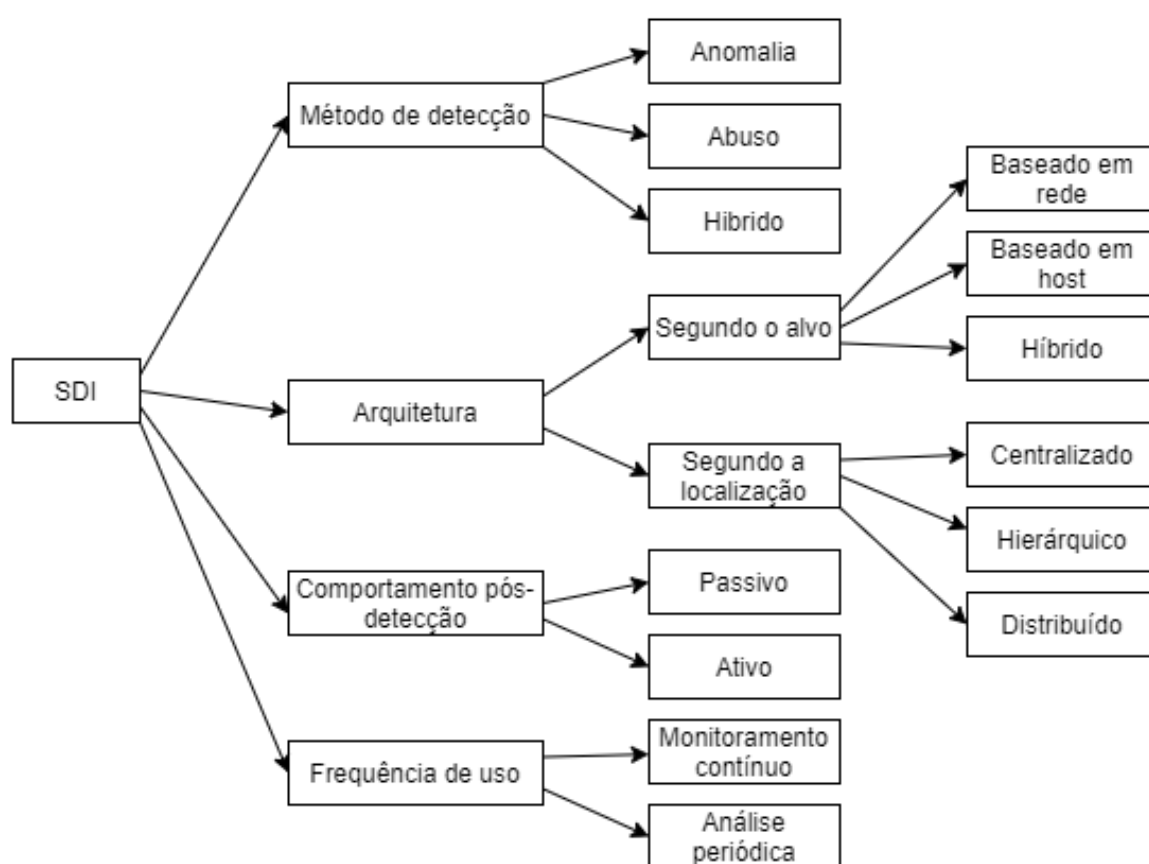 SDI
Método de detecção
Anomalia
Abuso
Hibrido
Arquitetura
Segundo o alvo
Baseado em
rede
Baseado em
host
Híbrido
Segundo a
localização
Centralizado
Hierárquico
Distribuído
Comportamento pós-
detecção
Passivo
Ativo
Frequência de uso
Monitoramento
contínuo
Análise
periódica